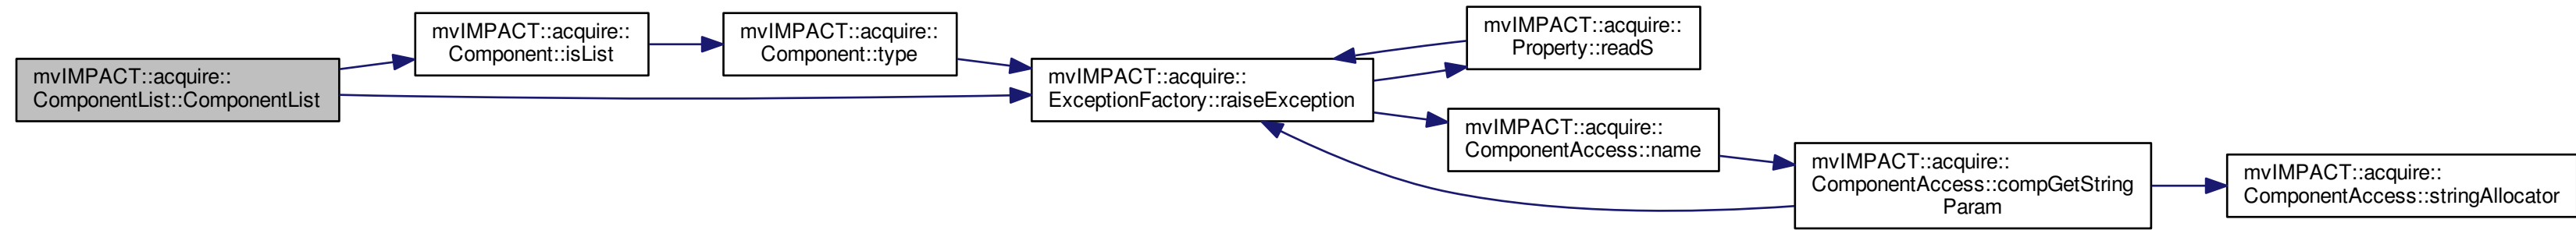 mvIMPACT::acquire::
ComponentList::ComponentList
mvIMPACT::acquire::
Component::isList
mvIMPACT::acquire::
Component::type
mvIMPACT::acquire::
ExceptionFactory::raiseException
mvIMPACT::acquire::
Property::readS
mvIMPACT::acquire::
ComponentAccess::name
mvIMPACT::acquire::
ComponentAccess::compGetString
Param
mvIMPACT::acquire::
ComponentAccess::stringAllocator